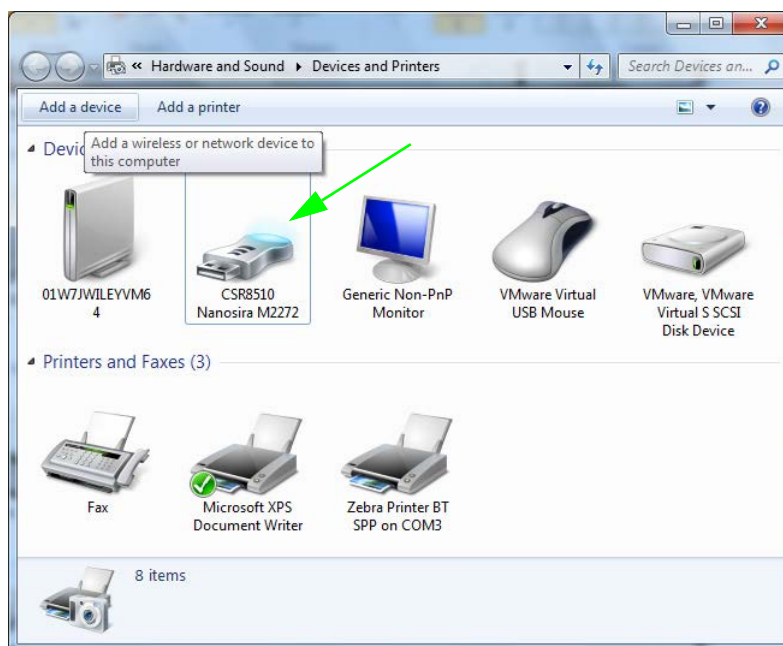 Hardware and Sound
Devices and Printers
Search Devices an...
Add a device
Add a printer
Add a wireless or network device to
this computer
Devic
01W7JWILEYVM6
4
CSR8510
Nanosira M2272
Generic Non-PnP
Monitor
VMware Virtual
USB Mouse
VMware, VMware
Virtual S SCSI
Disk Device
Printers and Faxes (3)
Fax
Microsoft XPS
Document Writer
Zebra Printer BT
SPP on COM3
8 items